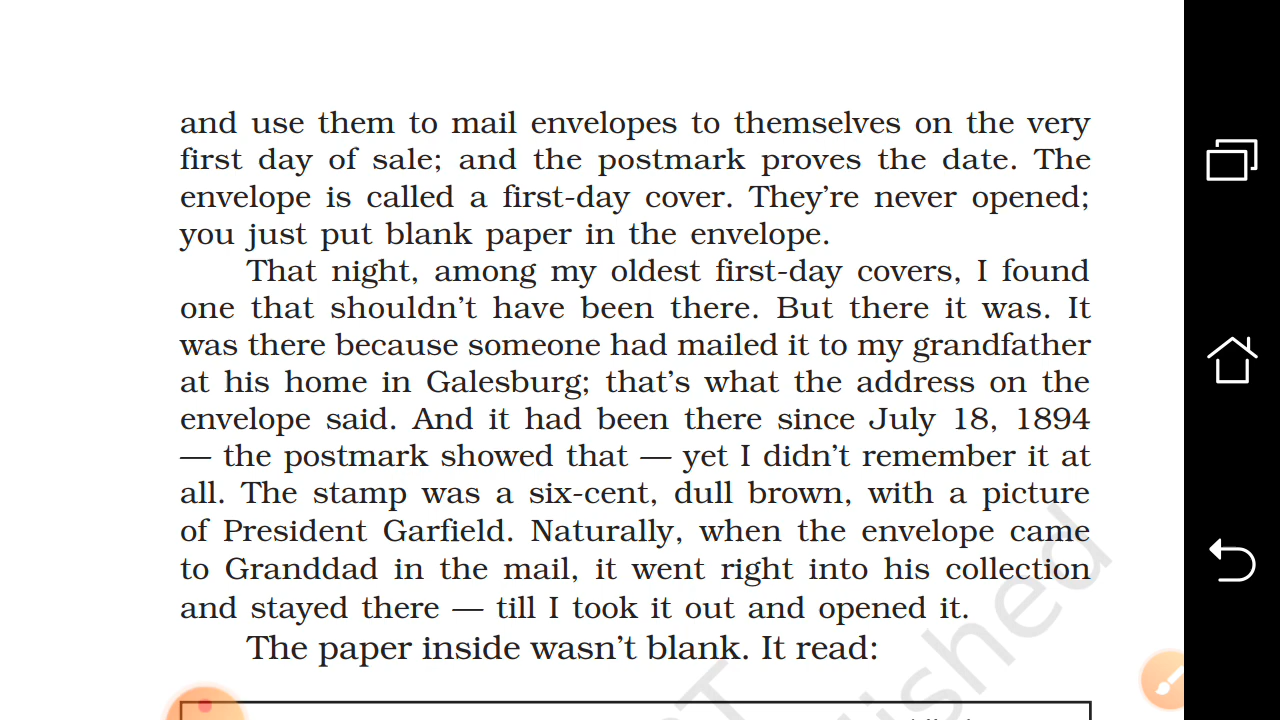 and use them to mail envelopes to themselves on the very
first day of sale; and the postmark proves the date. The
envelope is called a first-day cover. They’re never opened;
you just put blank paper in the envelope.
That night, among my oldest first-day covers, I found
one that shouldn’t have been there. But there it was. It
was there because someone had mailed it to my grandfather
at his home in Galesburg; that’s what the address on the
envelope said. And it had been there since July 18, 1894
— the postmark showed that — yet I didn’t remember it at
all. The stamp was a six-cent, dull brown, with a picture
of President Garfield. Naturally, when the envelope came
to Granddad in the mail, it went right into his collection
and stayed there — till I took it out and opened it.
The paper inside wasn’t blank. It read: